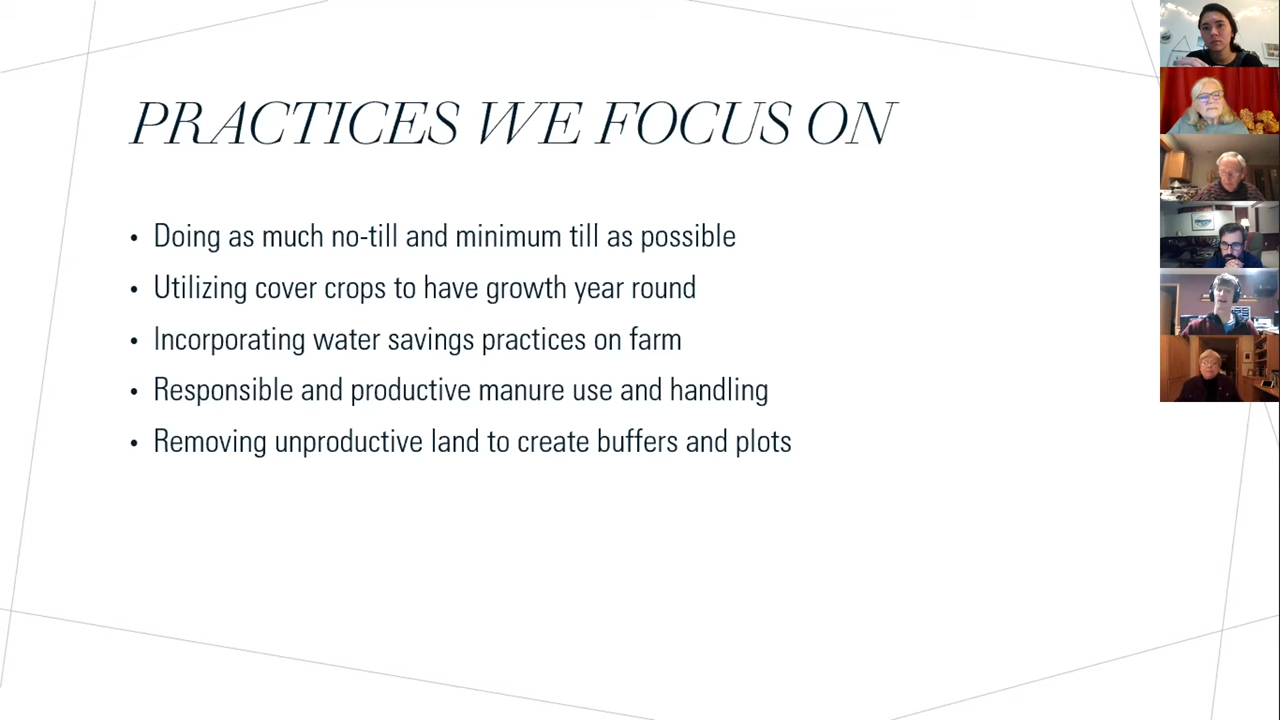 PRACTICES WE FOCUS ON
• Doing as much no-till and minimum till as possible
• Utilizing cover crops to have growth year round
• Incorporating water savings practices on farm
• Responsible and productive manure use and handling
• Removing unproductive land to create buffers and plots